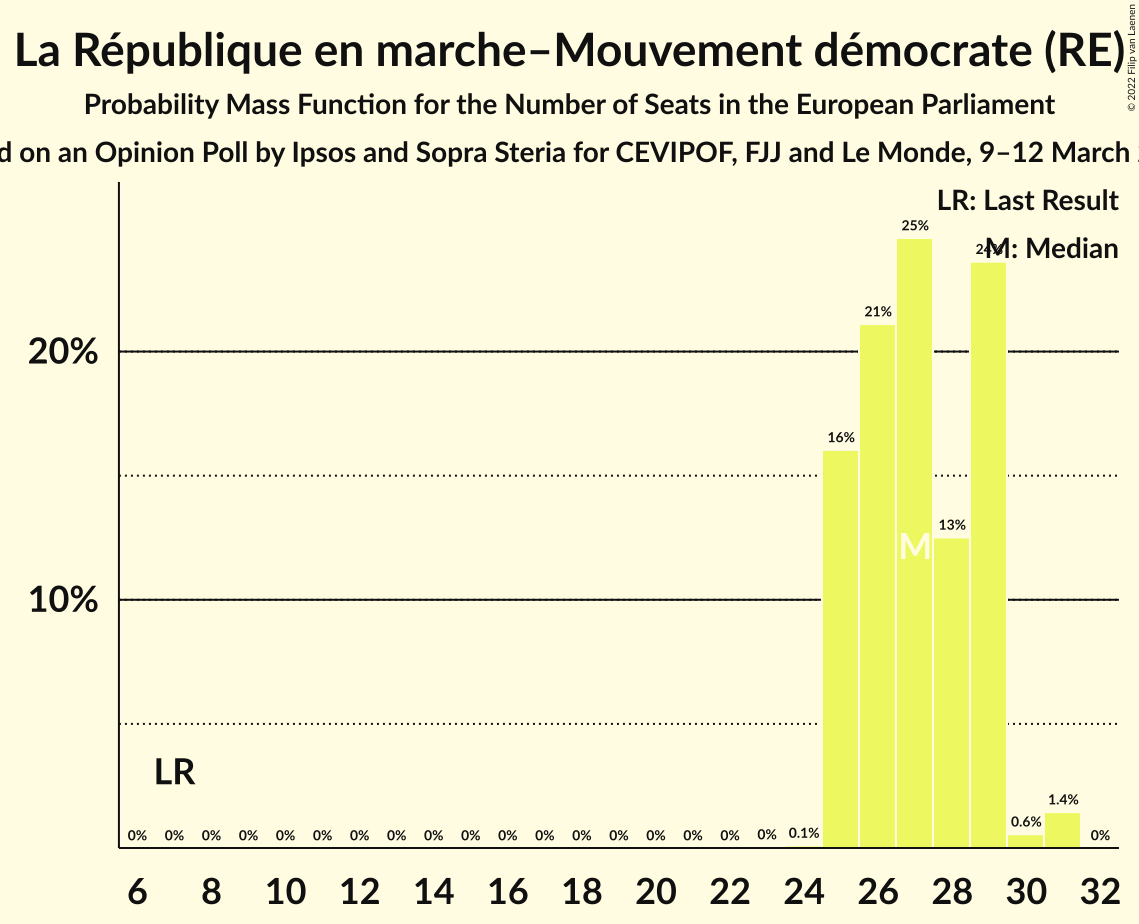 La République en marche–Mouvement démocrate (RE)
© 2022 Filip van Laenen
Probability Mass Function for the Number of Seats in the European Parliament
on an Opinion Poll by Ipsos and Sopra Steria for CEVIPOF, FJJ and Le Monde, 9–12 March
LR: Last Result
M: Median
25%
24%
21%
20%
16%
13%
M
10%
LR
1.4%
0.6%
0% 0% 0% 0% 0% 0% 0% 0% 0% 0% 0% 0% 0% 0% 0% 0% 0% 0% 0.1% 0%
6 8 10 12 14 16 18 20 22 24 26 28 30 32